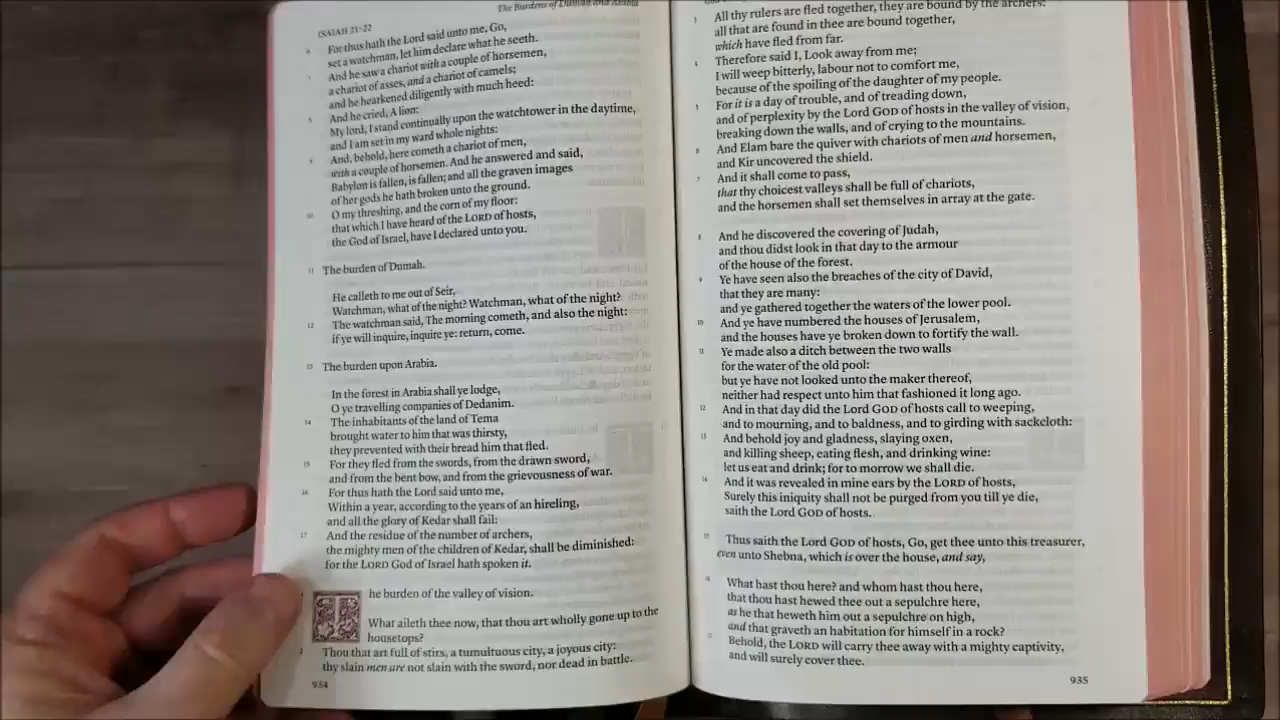 The Burdens of Dumah and Arabia
ISAIAH 21–22
6 For thus hath the Lord said unto me, Go,
set a watchman, let him declare what he seeth.
7 And he saw a chariot with a couple of horsemen,
a chariot of asses, and a chariot of camels;
and he hearkened diligently with much heed:
8 And he cried, A lion:
My lord, I stand continually upon the watchtower in the daytime,
and I am set in my ward whole nights:
9 And, behold, here cometh a chariot of men,
with a couple of horsemen. And he answered and said,
Babylon is fallen, is fallen; and all the graven images
of her gods he hath broken unto the ground.
10 O my threshing, and the corn of my floor:
that which I have heard of the LORD of hosts,
the God of Israel, have I declared unto you.
11 The burden of Dumah.
He calleth to me out of Seir,
Watchman, what of the night? Watchman, what of the night?
12 The watchman said, The morning cometh, and also the night:
if ye will inquire, inquire ye: return, come.
13 The burden upon Arabia.
In the forest in Arabia shall ye lodge,
O ye travelling companies of Dedanim.
14 The inhabitants of the land of Tema
brought water to him that was thirsty,
they prevented with their bread him that fled.
15 For they fled from the swords, from the drawn sword,
and from the bent bow, and from the grievousness of war.
16 For thus hath the Lord said unto me,
Within a year, according to the years of an hireling,
and all the glory of Kedar shall fail:
17 And the residue of the number of archers,
the mighty men of the children of Kedar, shall be diminished:
for the LORD God of Israel hath spoken it.
The burden of the valley of vision.
What aileth thee now, that thou art wholly gone up to the
housetops?
2 Thou that art full of stirs, a tumultuous city, a joyous city:
thy slain men are not slain with the sword, nor dead in battle.
934
3 All thy rulers are fled together, they are bound by the archers:
all that are found in thee are bound together,
which have fled from far.
4 Therefore said I, Look away from me;
I will weep bitterly, labour not to comfort me,
because of the spoiling of the daughter of my people.
5 For it is a day of trouble, and of treading down,
and of perplexity by the Lord GOD of hosts in the valley of vision,
breaking down the walls, and of crying to the mountains.
6 And Elam bare the quiver with chariots of men and horsemen,
and Kir uncovered the shield.
7 And it shall come to pass,
that thy choicest valleys shall be full of chariots,
and the horsemen shall set themselves in array at the gate.
8 And he discovered the covering of Judah,
and thou didst look in that day to the armour
of the house of the forest.
9 Ye have seen also the breaches of the city of David,
that they are many:
and ye gathered together the waters of the lower pool.
10 And ye have numbered the houses of Jerusalem,
and the houses have ye broken down to fortify the wall.
11 Ye made also a ditch between the two walls
for the water of the old pool:
but ye have not looked unto the maker thereof,
neither had respect unto him that fashioned it long ago.
12 And in that day did the Lord GOD of hosts call to weeping,
and to mourning, and to baldness, and to girding with sackcloth:
13 And behold joy and gladness, slaying oxen,
and killing sheep, eating flesh, and drinking wine:
let us eat and drink; for to morrow we shall die.
14 And it was revealed in mine ears by the LORD of hosts,
Surely this iniquity shall not be purged from you till ye die,
saith the Lord GOD of hosts.
15 Thus saith the Lord GOD of hosts, Go, get thee unto this treasurer,
even unto Shebna, which is over the house, and say,
16 What hast thou here? and whom hast thou here,
that thou hast hewed thee out a sepulchre here,
as he that heweth him out a sepulchre on high,
and that graveth an habitation for himself in a rock?
17 Behold, the LORD will carry thee away with a mighty captivity,
and will surely cover thee.
935